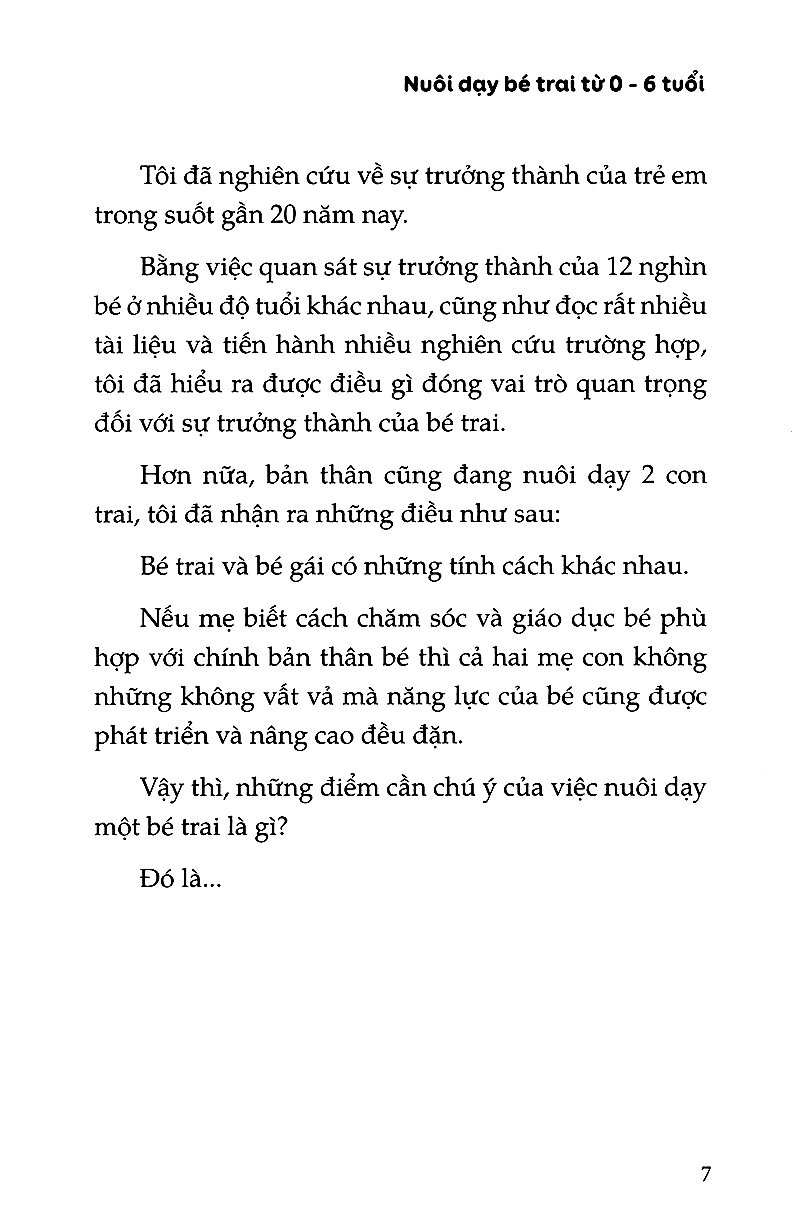 Nuôi dạy bé trai từ 0 - 6 tuổi
Tôi đã nghiên cứu về sự trưởng thành của trẻ em
trong suốt gần 20 năm nay.
Bằng việc quan sát sự trưởng thành của 12 nghìn
bé ở nhiều độ tuổi khác nhau, cũng như đọc rất nhiều
tài liệu và tiến hành nhiều nghiên cứu trường hợp,
tôi đã hiểu ra được điều gì đóng vai trò quan trọng
đối với sự trưởng thành của bé trai.
Hơn nữa, bản thân cũng đang nuôi dạy 2 con
trai, tôi đã nhận ra những điều như sau:
Bé trai và bé gái có những tính cách khác nhau.
Nếu mẹ biết cách chăm sóc và giáo dục bé phù
hợp với chính bản thân bé thì cả hai mẹ con không
những không vất vả mà năng lực của bé cũng được
phát triển và nâng cao đều đặn.
Vậy thì, những điểm cần chú ý của việc nuôi dạy
một bé trai là gì?
Đó là...
7